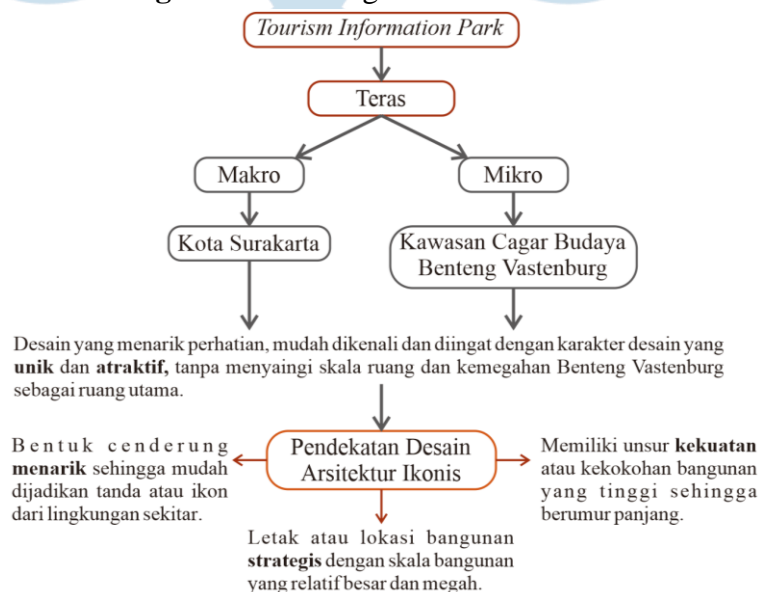 Tourism Information Park
Teras
Makro
Mikro
Kota Surakarta
Kawasan Cagar Budaya
Benteng Vastenburg
Desain yang menarik perhatian, mudah dikenali dan diingat dengan karakter desain yang
unik dan atraktif, tanpa menyaingi skala ruang dan kemegahan Benteng Vastenburg
sebagai ruang utama.
Pendekatan Desain
Arsitektur Ikonis
Bentuk cenderung
menarik sehingga mudah
dijadikan tanda atau ikon
dari lingkungan sekitar.
Letak atau lokasi bangunan
strategis dengan skala bangunan
yang relatif besar dan megah.
Memiliki unsur kekuatan
atau kekokohan bangunan
yang tinggi sehingga
berumur panjang.